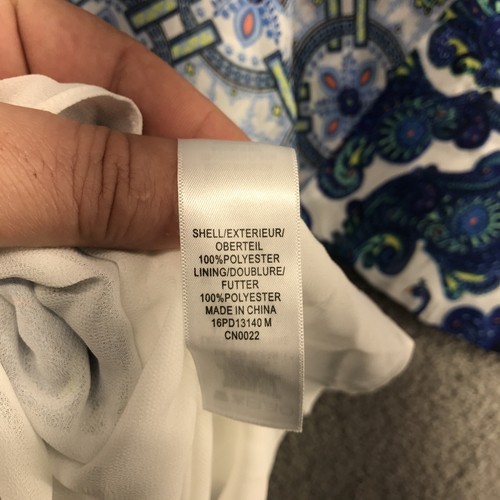 SHELL/EXTERIEUR/
OBERTEIL
100%POLYESTER
LINING/DOUBLURE/
FUTTER
100%POLYESTER
MADE IN CHINA
16PD13140 M
CN0022